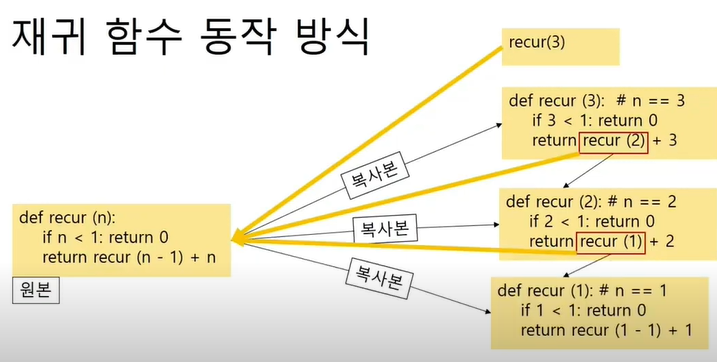 재귀 함수 동작 방식
recur(3)
def recur (3):  # n == 3
if 3 < 1: return 0
return recur (2) + 3
복사본
def recur (2): # n == 2
if 2 < 1: return 0
return recur (1) + 2
복사본
def recur (n):
if n < 1: return 0
return recur (n - 1) + n
원본
복사본
def recur (1): # n == 1
if 1 < 1: return 0
return recur (1 - 1) + 1